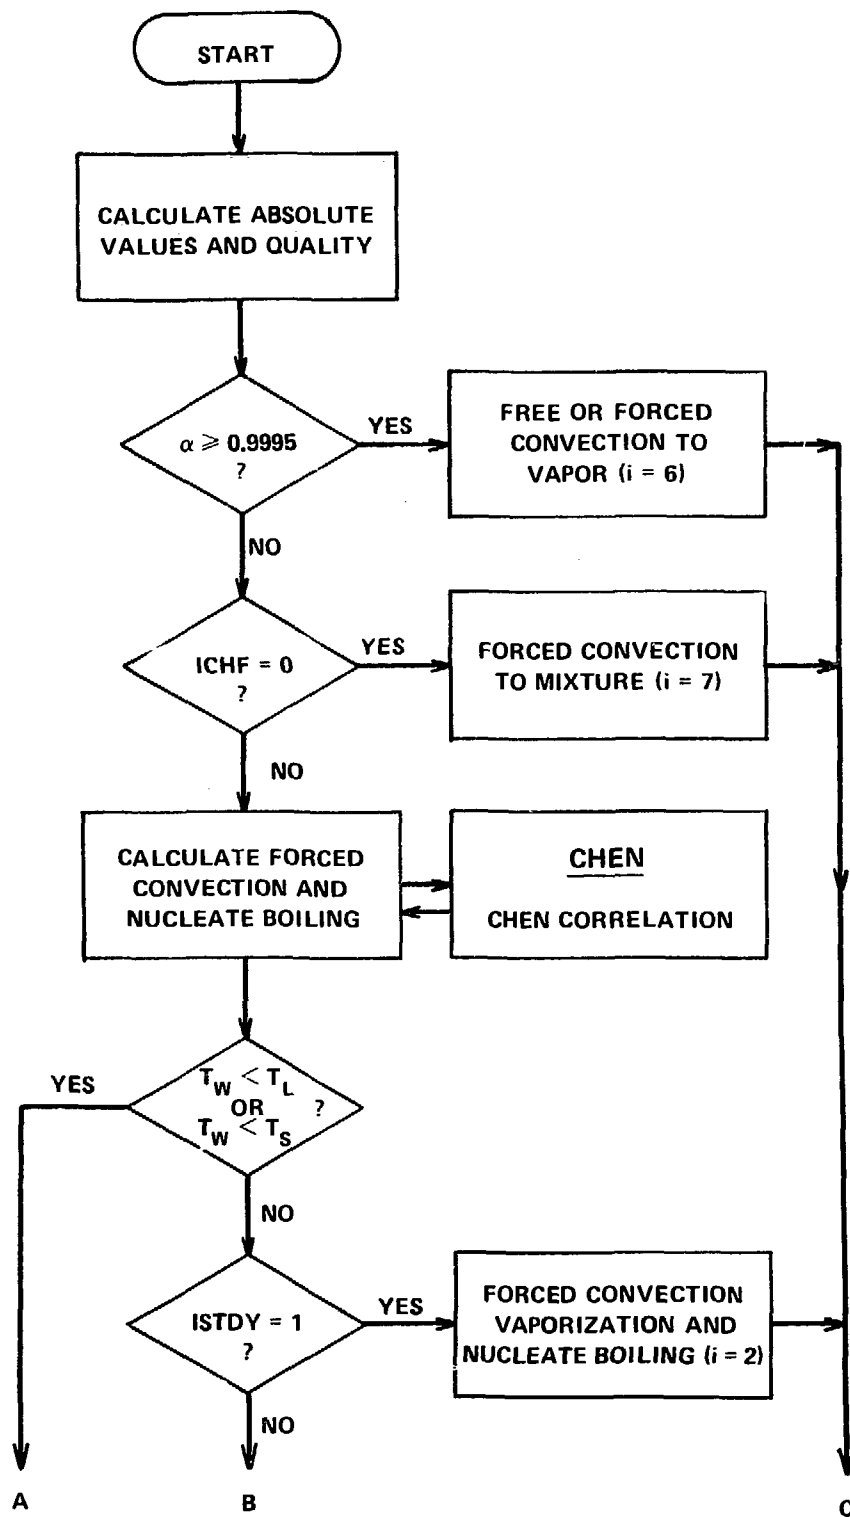 START
CALCULATE ABSOLUTE
VALUES AND QUALITY
α ⩾ 0.9995
?
YES
FREE OR FORCED
CONVECTION TO
VAPOR (i = 6)
NO
ICHF = 0
?
YES
FORCED CONVECTION
TO MIXTURE (i = 7)
NO
CALCULATE FORCED
CONVECTION AND
NUCLEATE BOILING
CHEN
CHEN CORRELATION
YES
T_W < T_L
OR ?
T_W < T_S
NO
ISTDY = 1
?
YES
FORCED CONVECTION
VAPORIZATION AND
NUCLEATE BOILING (i = 2)
NO
A
B
C